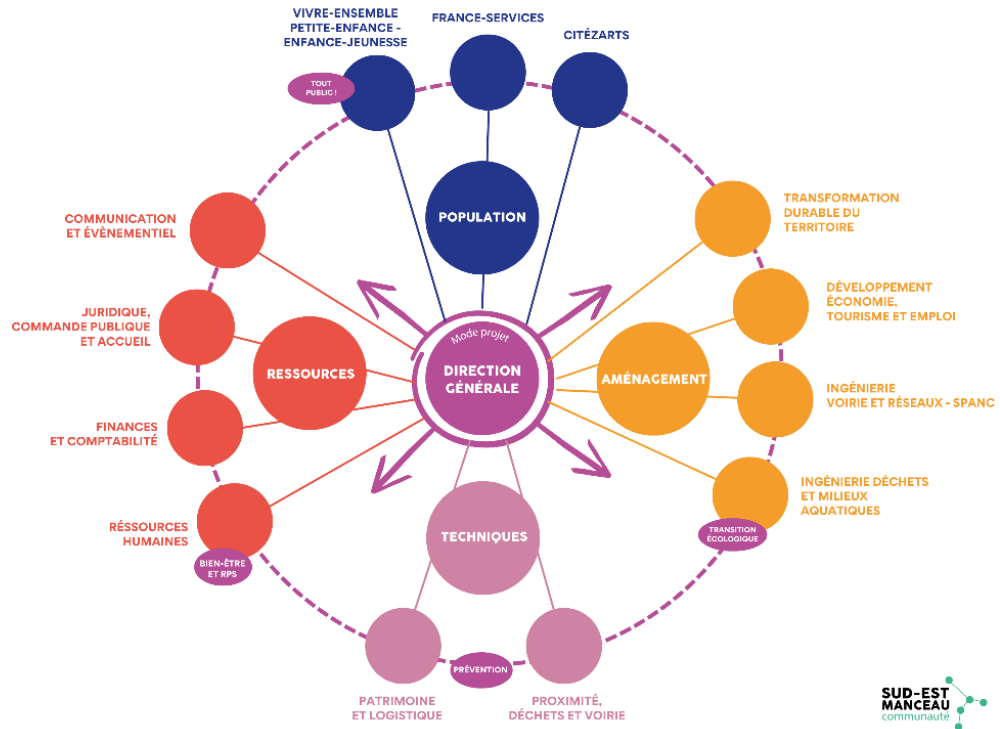 VIVRE-ENSEMBLE
PETITE-ENFANCE -
ENFANCE-JEUNESSE
FRANCE-SERVICES
CITÉZARTS
TOUT
PUBLIC !
POPULATION
COMMUNICATION
ET ÉVÈNEMENTIEL
TRANSFORMATION
DURABLE DU
TERRITOIRE
JURIDIQUE,
COMMANDE PUBLIQUE
ET ACCUEIL
DÉVELOPPEMENT
ÉCONOMIE,
TOURISME ET EMPLOI
Mode projet
DIRECTION
GÉNÉRALE
RESSOURCES
AMÉNAGEMENT
FINANCES
ET COMPTABILITÉ
INGÉNIERIE
VOIRIE ET RÉSEAUX - SPANC
RÉSSOURCES
HUMAINES
BIEN-ÊTRE
ET RPS
INGÉNIERIE DÉCHETS
ET MILIEUX
AQUATIQUES
TRANSITION
ÉCOLOGIQUE
TECHNIQUES
PRÉVENTION
PATRIMOINE
ET LOGISTIQUE
PROXIMITÉ,
DÉCHETS ET VOIRIE
SUD-EST
MANCEAU
communauté